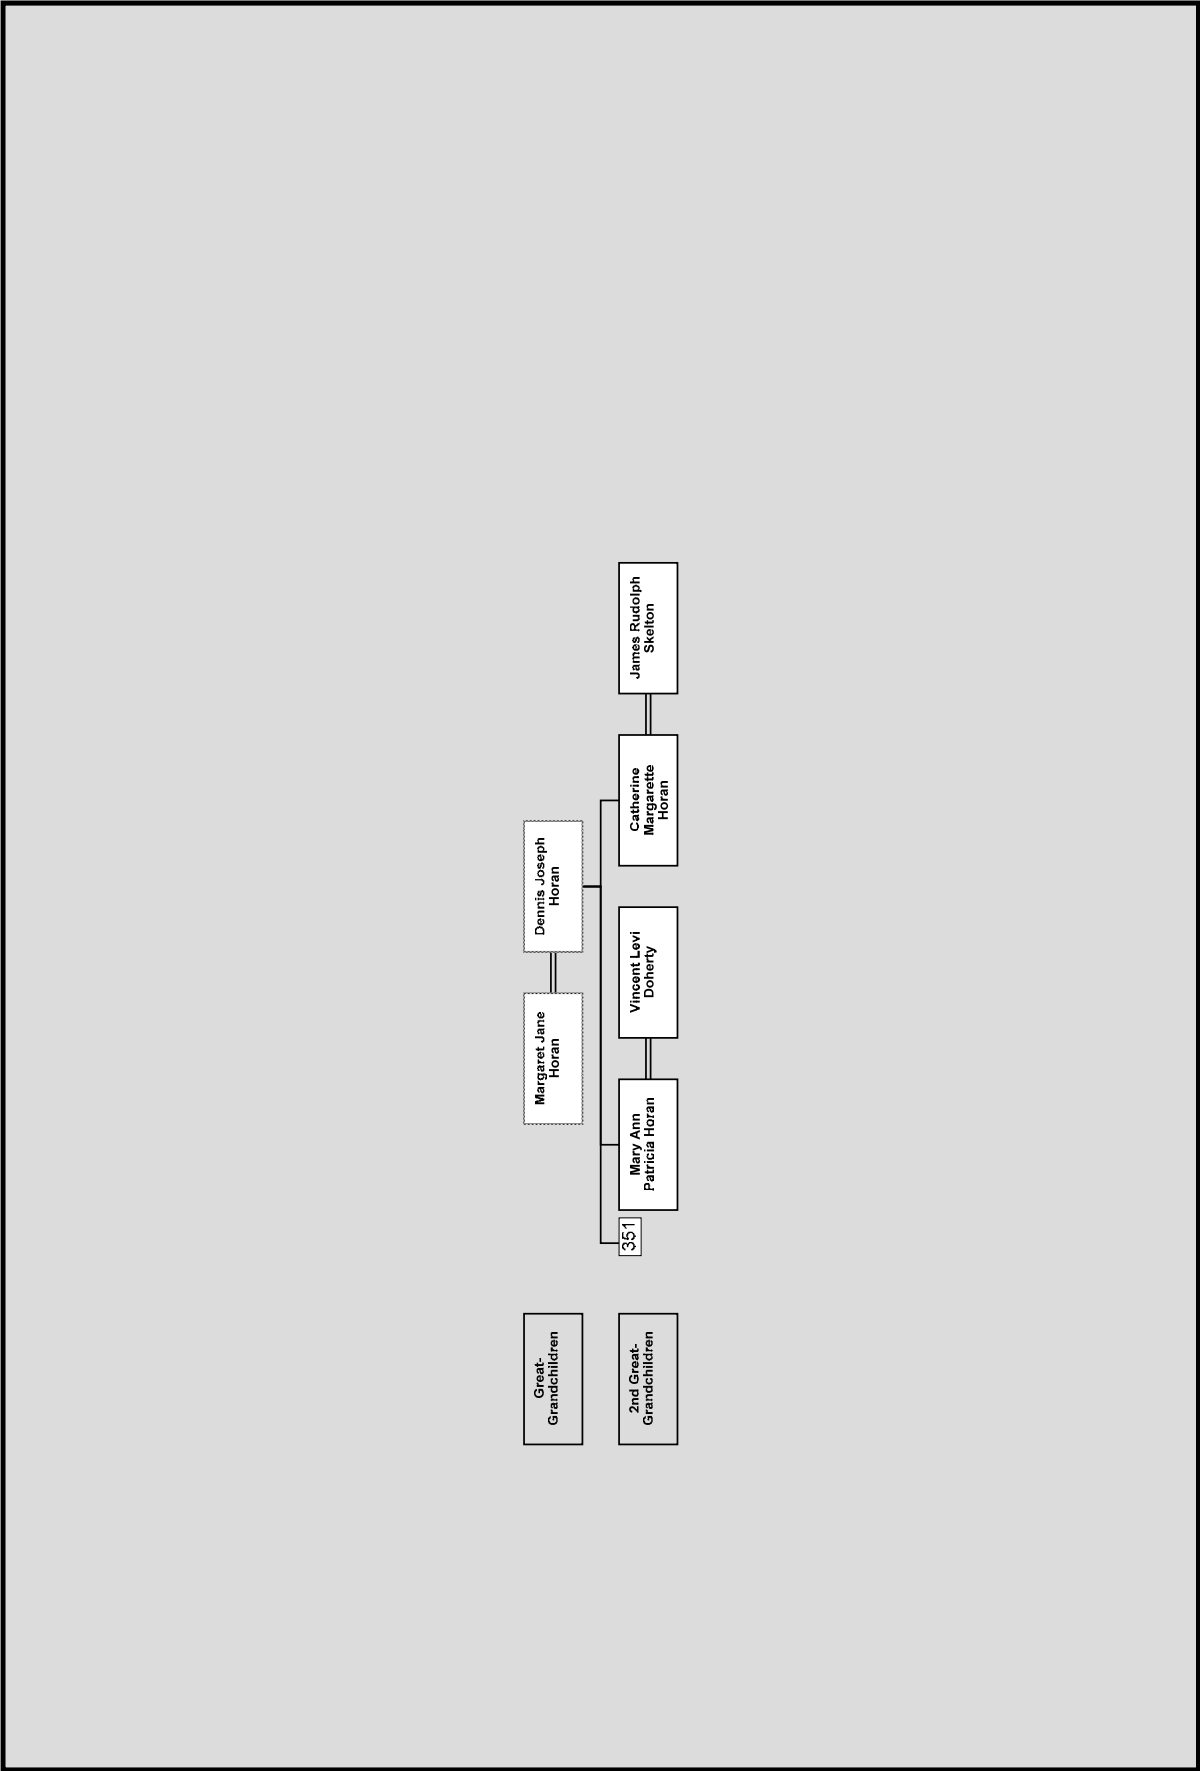 Great-
Grandchildren
Margaret Jane
Horan
Dennis Joseph
Horan
2nd Great-
Grandchildren
351
Mary Ann
Patricia Horan
Vincent Levi
Doherty
Catherine
Margarette
Horan
James Rudolph
Skelton